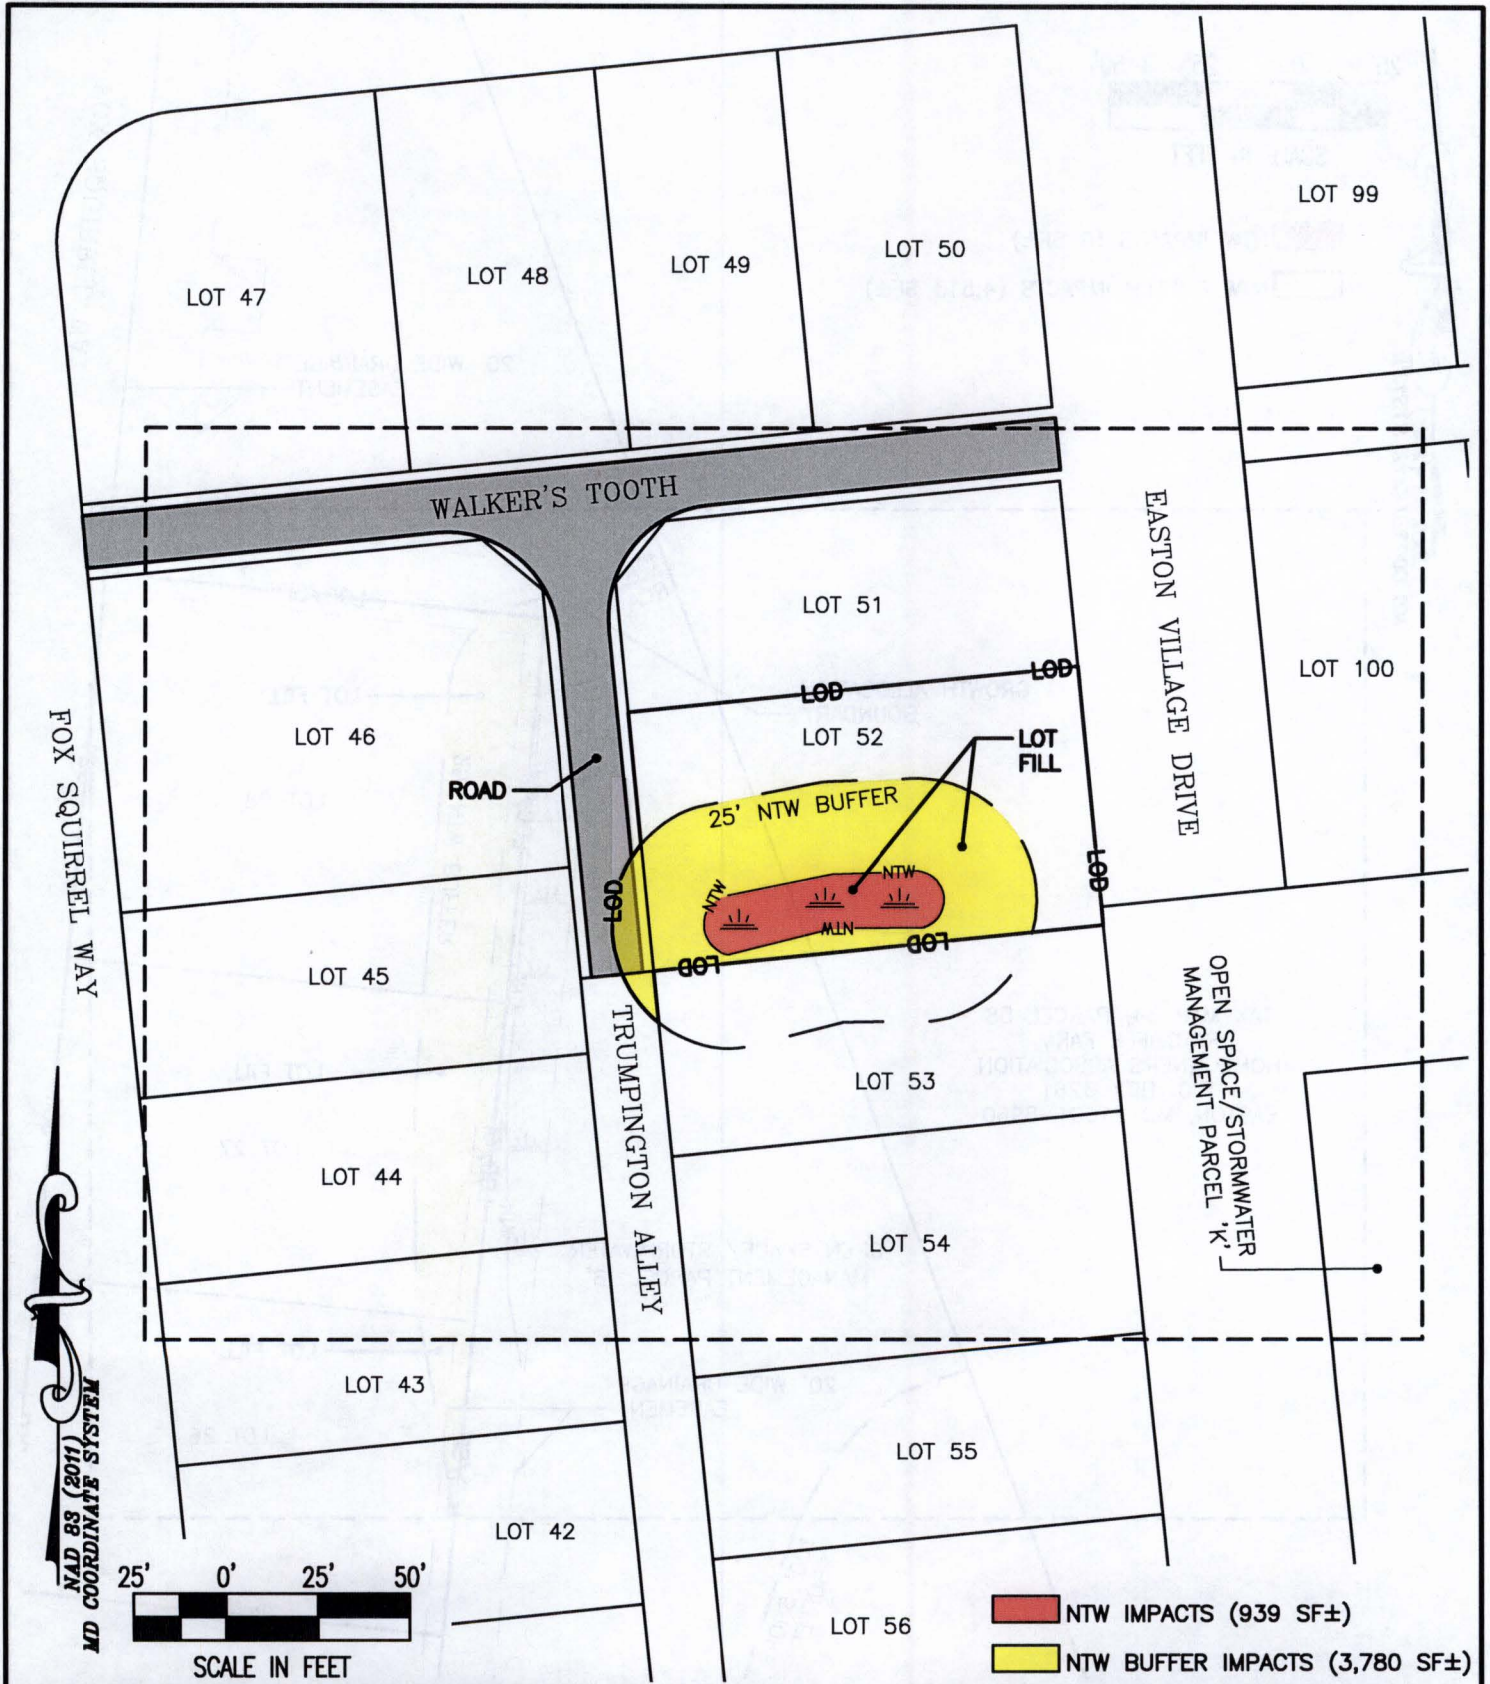 LOT 47
LOT 48
LOT 49
LOT 50
LOT 99
WALKER'S TOOTH
EASTON VILLAGE DRIVE
LOT 51
LOD
LOD
LOT 100
FOX SQUIRREL WAY
LOT 46
LOT 52
LOT
FILL
ROAD
25' NTW BUFFER
NTW
NTW
NTW
LOD
LOD
LOD
LOD
LOT 45
OPEN SPACE/STORMWATER
MANAGEMENT PARCEL 'K'
TRUMPINGTON ALLEY
LOT 53
LOT 44
LOT 54
LOT 43
LOT 55
LOT 42
LOT 56
NAD 83 (2011)
MD COORDINATE SYSTEM
25' 0' 25' 50'
SCALE IN FEET
NTW IMPACTS (939 SF±)
NTW BUFFER IMPACTS (3,780 SF±)